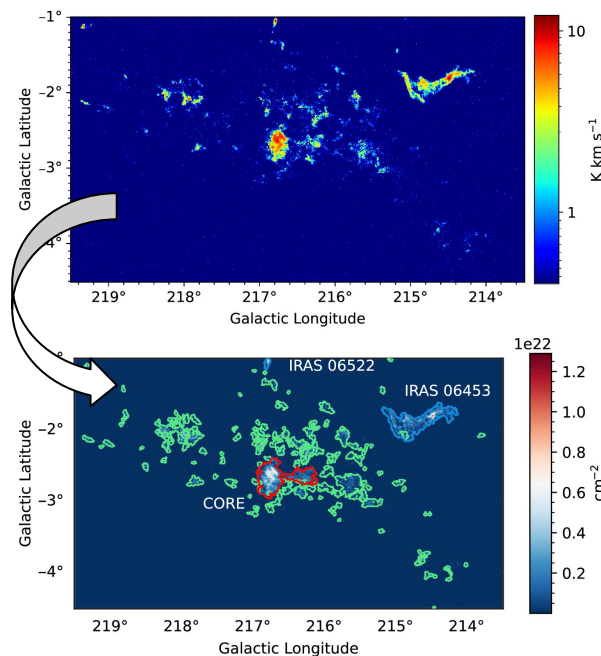 −1°
−2°
−3°
−4°
Galactic Latitude
219°
218°
217°
216°
215°
214°
Galactic Longitude
10
1
K km s⁻¹
1e22
−2°
−3°
−4°
Galactic Latitude
IRAS 06522
IRAS 06453
CORE
219°
218°
217°
216°
215°
214°
Galactic Longitude
1.2
1.0
0.8
0.6
0.4
0.2
cm⁻²